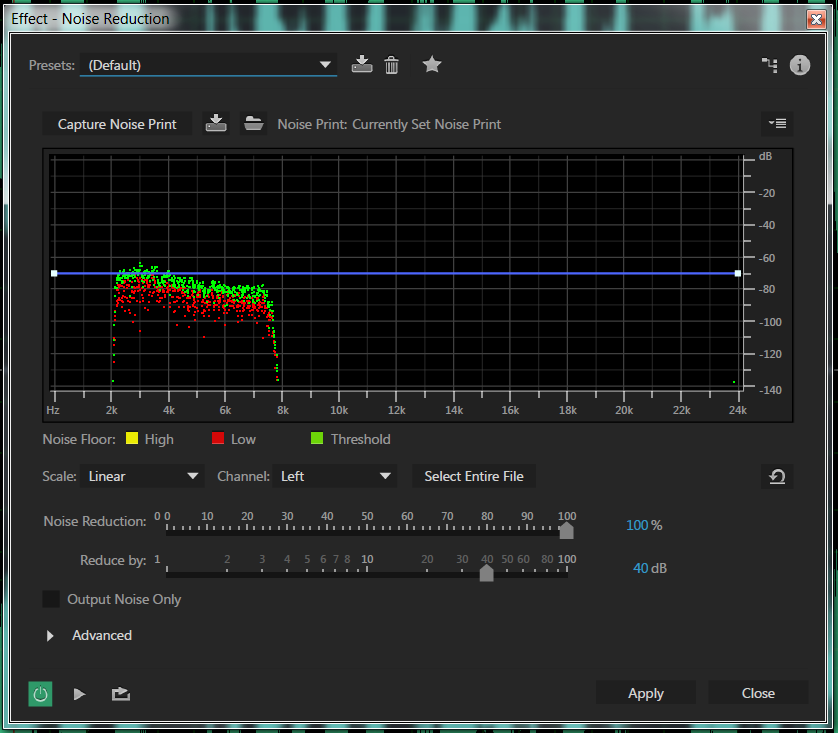 Effect - Noise Reduction
Presets: (Default)
Capture Noise Print Noise Print: Currently Set Noise Print
dB
-20
-40
-60
-80
-100
-120
-140
Hz 2k 4k 6k 8k 10k 12k 14k 16k 18k 20k 22k 24k
Noise Floor: High Low Threshold
Scale: Linear Channel: Left Select Entire File
Noise Reduction: 0 0 10 20 30 40 50 60 70 80 90 100 100 %
Reduce by: 1 2 3 4 5 6 7 8 10 20 30 40 50 60 80 100 40 dB
Output Noise Only
Advanced
Apply Close